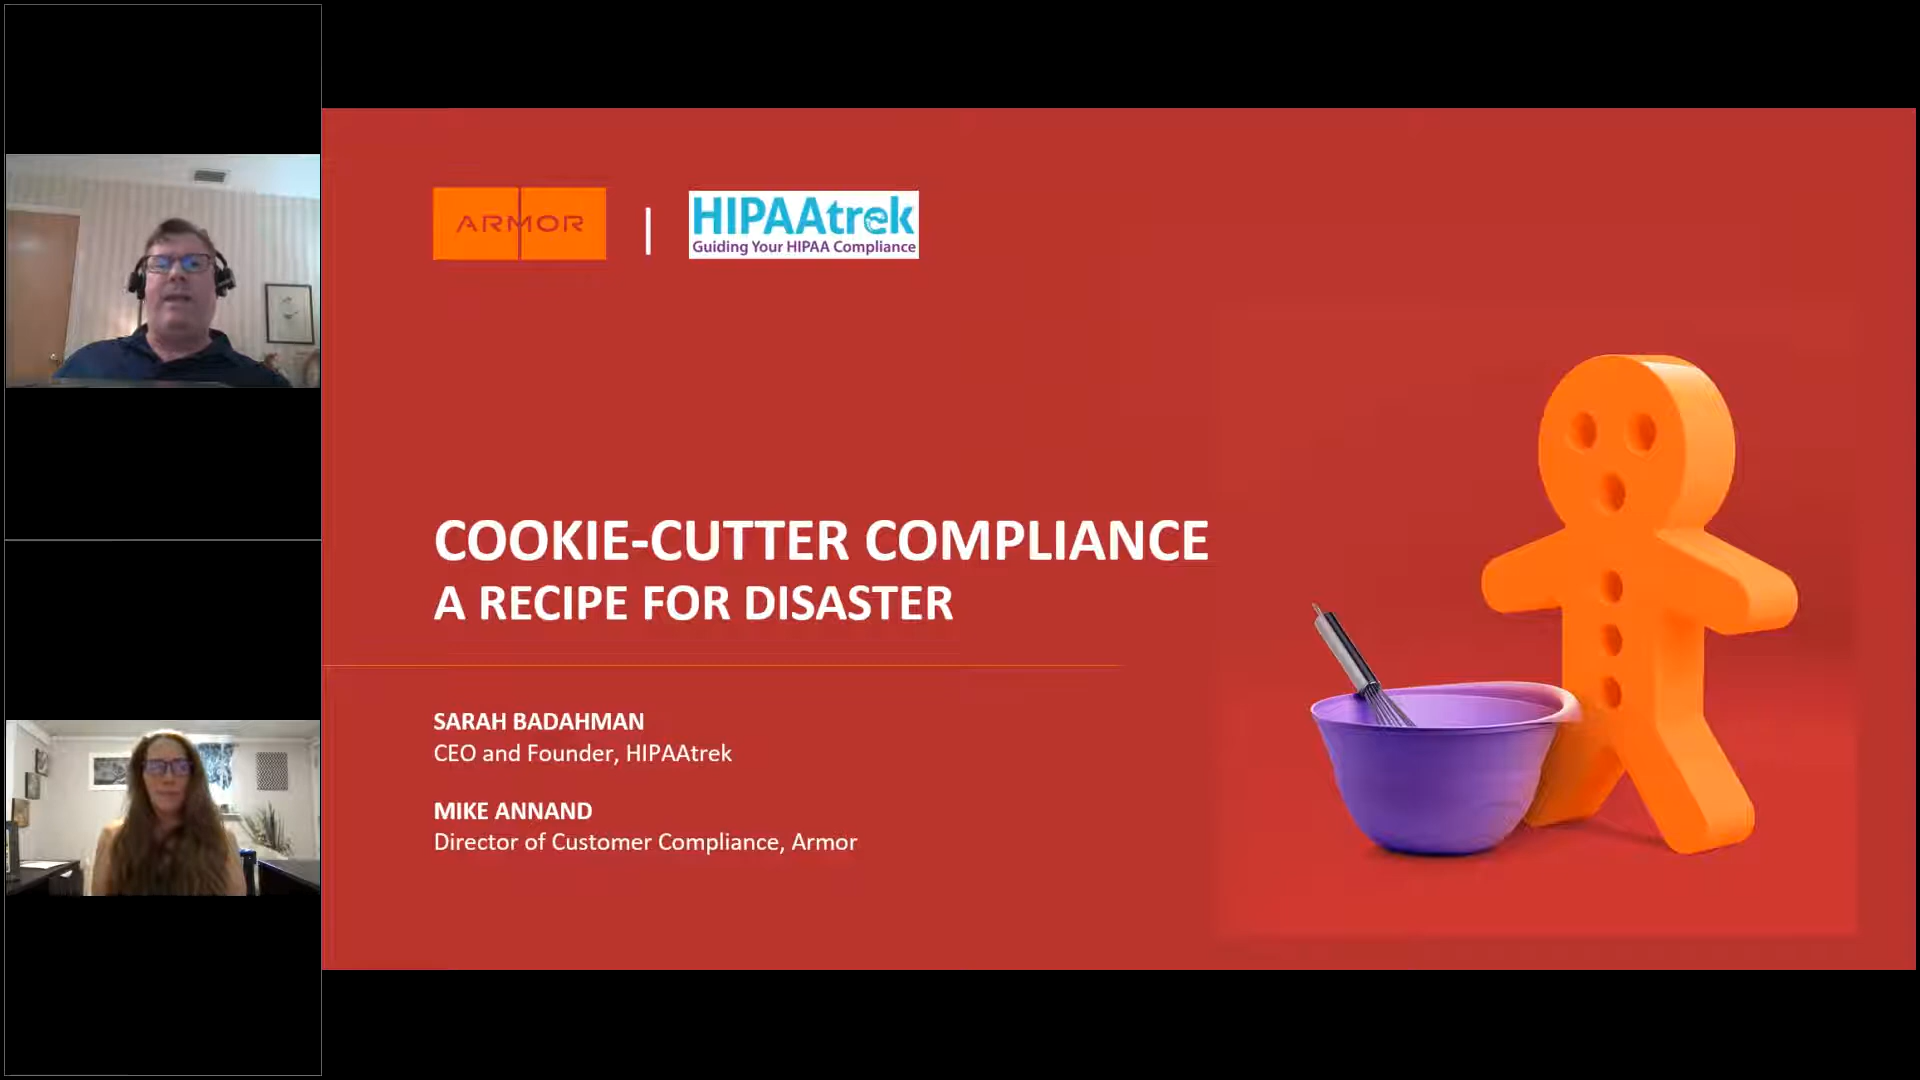 ARMOR
HIPAAtrek
Guiding Your HIPAA Compliance
COOKIE-CUTTER COMPLIANCE
A RECIPE FOR DISASTER
SARAH BADAHMAN
CEO and Founder, HIPAAtrek
MIKE ANNAND
Director of Customer Compliance, Armor